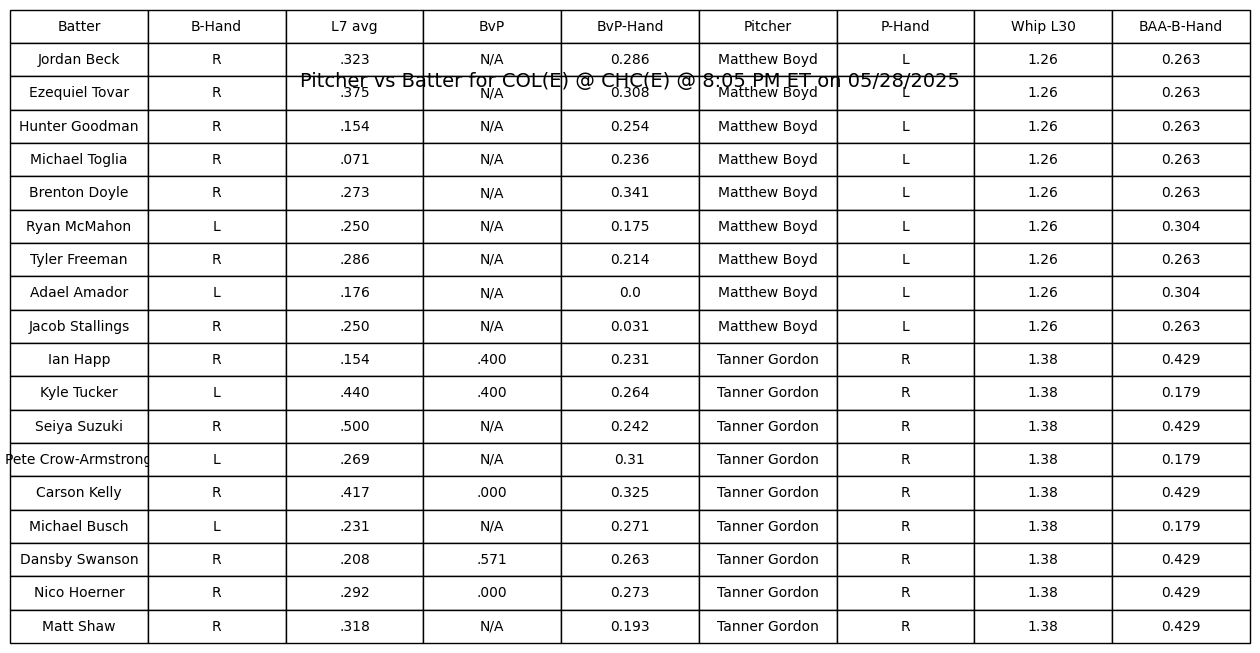 Batter B-Hand L7 avg BvP BvP-Hand Pitcher P-Hand Whip L30 BAA-B-Hand
Jordan Beck R .323 N/A 0.286 Matthew Boyd L 1.26 0.263
Pitcher vs Batter for COL(E) @ CHC(E) @ 8:05 PM ET on 05/28/2025
Ezequiel Tovar R .375 N/A 0.308 Matthew Boyd L 1.26 0.263
Hunter Goodman R .154 N/A 0.254 Matthew Boyd L 1.26 0.263
Michael Toglia R .071 N/A 0.236 Matthew Boyd L 1.26 0.263
Brenton Doyle R .273 N/A 0.341 Matthew Boyd L 1.26 0.263
Ryan McMahon L .250 N/A 0.175 Matthew Boyd L 1.26 0.304
Tyler Freeman R .286 N/A 0.214 Matthew Boyd L 1.26 0.263
Adael Amador L .176 N/A 0.0 Matthew Boyd L 1.26 0.304
Jacob Stallings R .250 N/A 0.031 Matthew Boyd L 1.26 0.263
Ian Happ R .154 .400 0.231 Tanner Gordon R 1.38 0.429
Kyle Tucker L .440 .400 0.264 Tanner Gordon R 1.38 0.179
Seiya Suzuki R .500 N/A 0.242 Tanner Gordon R 1.38 0.429
Pete Crow-Armstrong L .269 N/A 0.31 Tanner Gordon R 1.38 0.179
Carson Kelly R .417 .000 0.325 Tanner Gordon R 1.38 0.429
Michael Busch L .231 N/A 0.271 Tanner Gordon R 1.38 0.179
Dansby Swanson R .208 .571 0.263 Tanner Gordon R 1.38 0.429
Nico Hoerner R .292 .000 0.273 Tanner Gordon R 1.38 0.429
Matt Shaw R .318 N/A 0.193 Tanner Gordon R 1.38 0.429